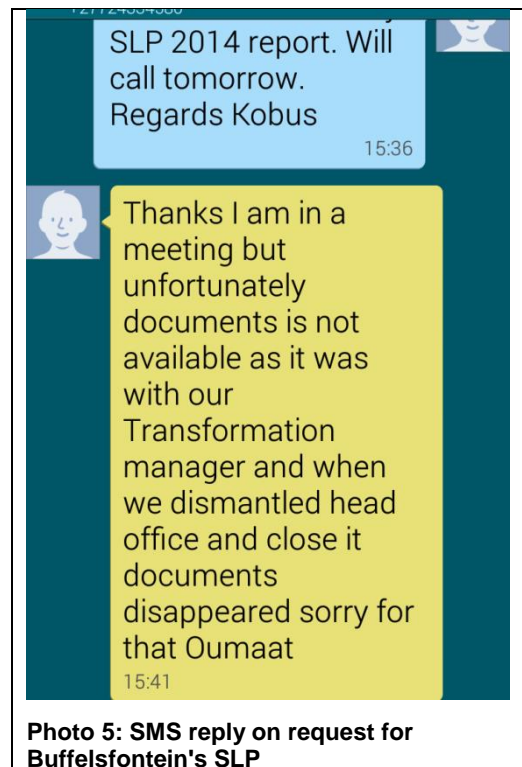 SLP 2014 report. Will
call tomorrow.
Regards Kobus
15:36
Thanks I am in a
meeting but
unfortunately
documents is not
available as it was
with our
Transformation
manager and when
we dismantled head
office and close it
documents
disappeared sorry for
that Oumaat
15:41
Photo 5: SMS reply on request for
Buffelsfontein's SLP